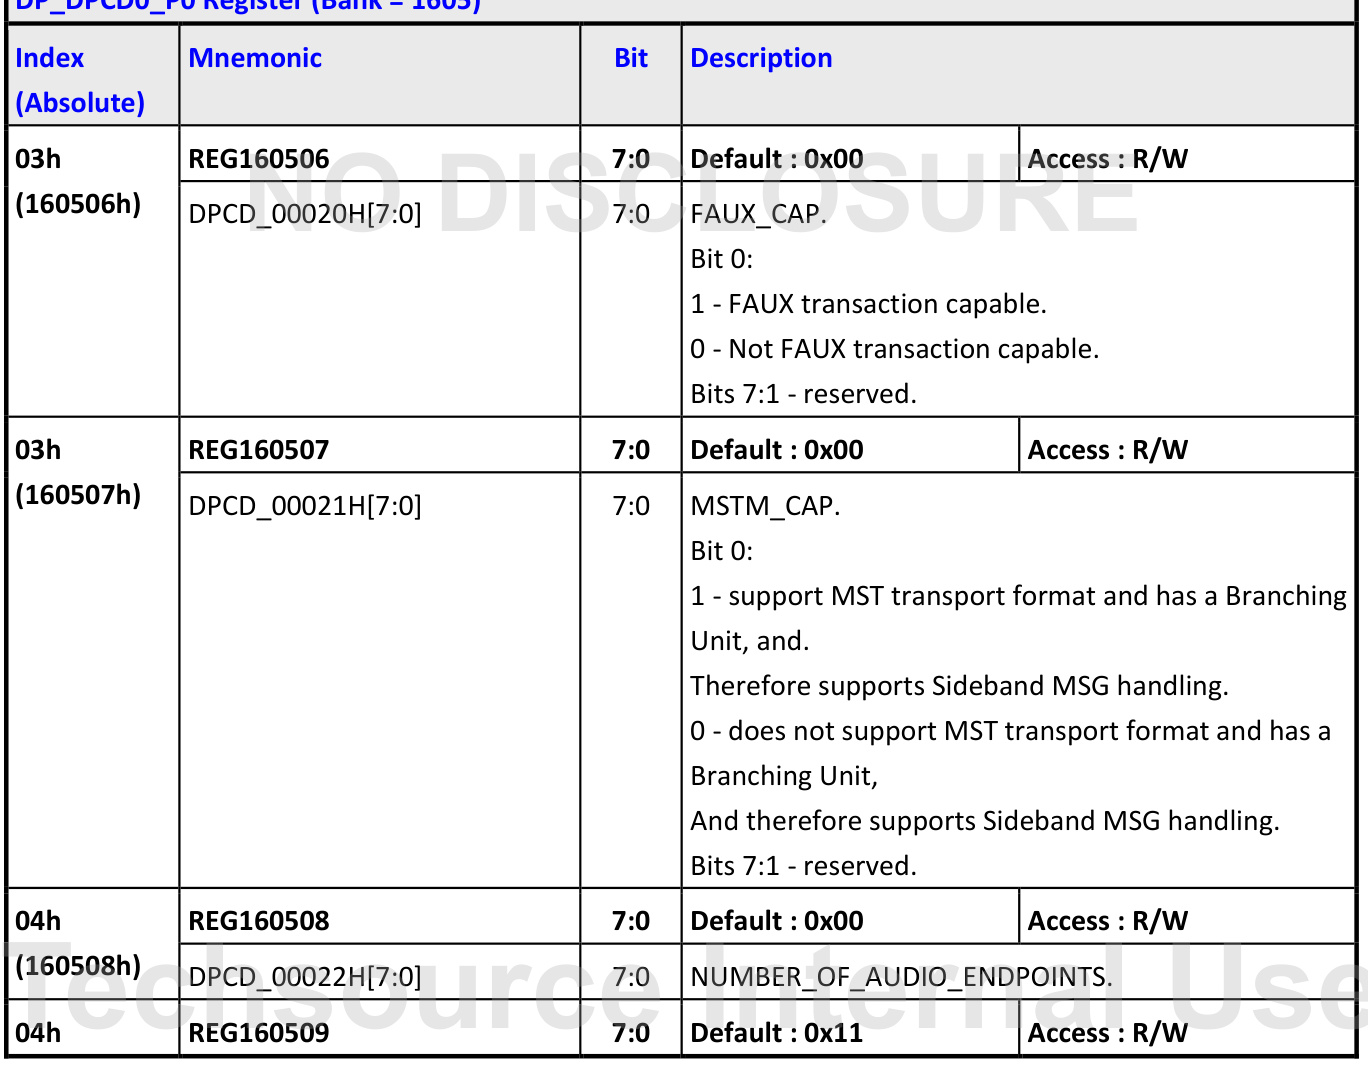 DP_DPCD0_P0 Register (Bank = 1605)
Index (Absolute) Mnemonic Bit Description
03h (160506h) REG160506 7:0 Default : 0x00 Access : R/W
DPCD_00020H[7:0] 7:0 FAUX_CAP.
Bit 0:
1 - FAUX transaction capable.
0 - Not FAUX transaction capable.
Bits 7:1 - reserved.
03h (160507h) REG160507 7:0 Default : 0x00 Access : R/W
DPCD_00021H[7:0] 7:0 MSTM_CAP.
Bit 0:
1 - support MST transport format and has a Branching
Unit, and.
Therefore supports Sideband MSG handling.
0 - does not support MST transport format and has a
Branching Unit,
And therefore supports Sideband MSG handling.
Bits 7:1 - reserved.
04h (160508h) REG160508 7:0 Default : 0x00 Access : R/W
DPCD_00022H[7:0] 7:0 NUMBER_OF_AUDIO_ENDPOINTS.
04h REG160509 7:0 Default : 0x11 Access : R/W
NO DISCLOSURE
Techsource Internal Use